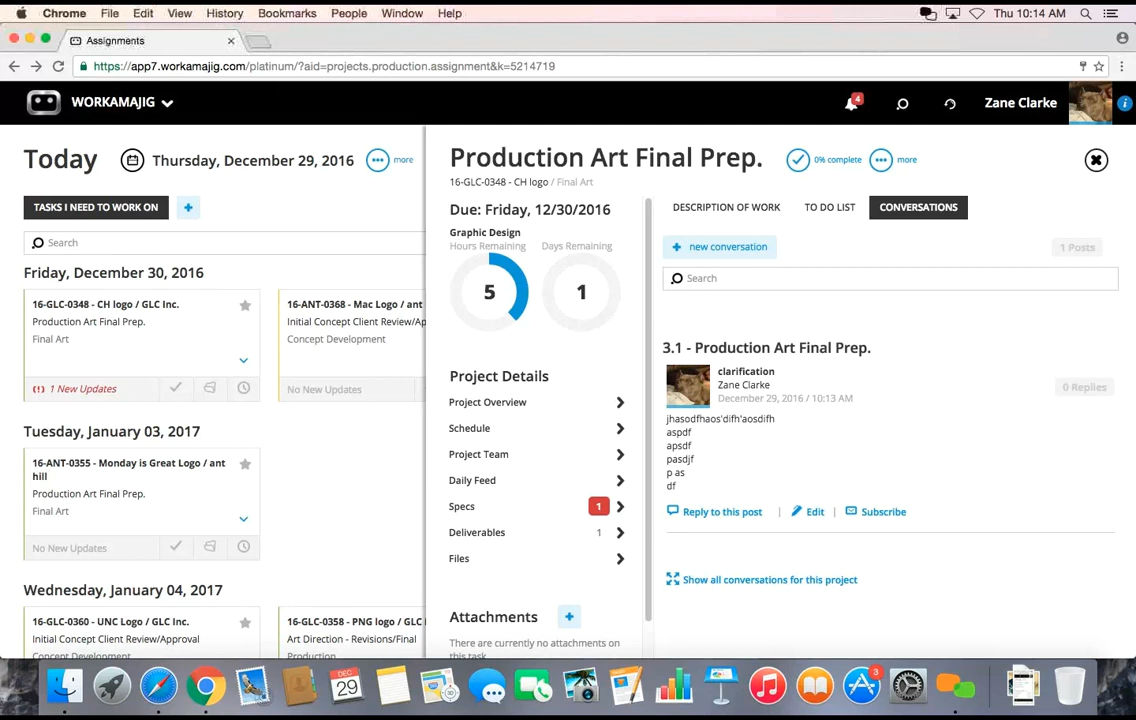 Chrome File Edit View History Bookmarks People Window Help Thu 10:14 AM
Assignments
https://app7.workamajig.com/platinum/?aid=projects.production.assignment&k=5214719
WORKAMAJIG 4 Zane Clarke i
Today Thursday, December 29, 2016 more
TASKS I NEED TO WORK ON +
Search
Friday, December 30, 2016
16-GLC-0348 - CH logo / GLC Inc.
Production Art Final Prep.
Final Art
(!) 1 New Updates
16-ANT-0368 - Mac Logo / ant
Initial Concept Client Review/Ap
Concept Development
No New Updates
Tuesday, January 03, 2017
16-ANT-0355 - Monday is Great Logo / ant
hill
Production Art Final Prep.
Final Art
No New Updates
Wednesday, January 04, 2017
16-GLC-0360 - UNC Logo / GLC Inc.
Initial Concept Client Review/Approval
Concept Development
16-GLC-0358 - PNG logo / GLC
Art Direction - Revisions/Final
Production
Production Art Final Prep. 0% complete more
16-GLC-0348 - CH logo / Final Art
Due: Friday, 12/30/2016
Graphic Design
Hours Remaining Days Remaining
5 1
Project Details
Project Overview
Schedule
Project Team
Daily Feed
Specs 1
Deliverables 1
Files
Attachments +
There are currently no attachments on
this task
DESCRIPTION OF WORK TO DO LIST CONVERSATIONS
+ new conversation 1 Posts
Search
3.1 - Production Art Final Prep.
clarification
Zane Clarke
December 29, 2016 / 10:13 AM
0 Replies
jhasodfhaos'difh'aosdifh
aspdf
apsdf
pasdjf
p as
df
Reply to this post | Edit | Subscribe
Show all conversations for this project
DEC
29
3